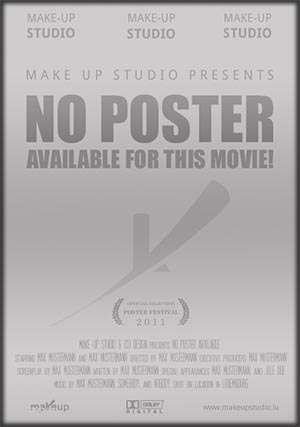 MAKE-UP MAKE-UP MAKE-UP
STUDIO STUDIO STUDIO
MAKE UP STUDIO PRESENTS
NO POSTER
AVAILABLE FOR THIS MOVIE!
OFFICIAL SELECTION
POSTER FESTIVAL
2011
MAKE-UP STUDIO & (CO) DESIGN PRESENTS NO POSTER AVAILABLE
STARRING MAX MUSTERMANN AND MAX MUSTERMANN DIRECTED BY MAX MUSTERMANN EXECUTIVE PRODUCERS MAX MUSTERMANN
SCREENPLAY BY MAX MUSTERMANN WRITTEN BY MAX MUSTERMANN SPECIAL APPEARANCES MAX MUSTERMANN AND JULE DOE
MUSIC BY MAX MUSTERMANN, SOMEBODY, AND NOBODY, SHOT ON LOCATION IN LUXEMBOURG
make-up DOLBY www.makeupstudio.lu
DIGITAL